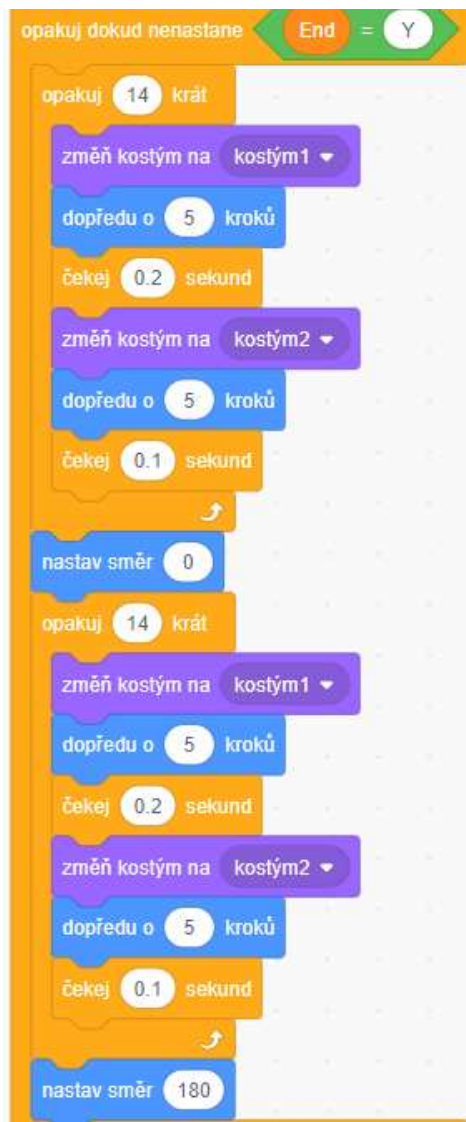 opakuj dokud nenastane End = Y
opakuj 14 krát
změň kostým na kostým1
dopředu o 5 kroků
čekej 0.2 sekund
změň kostým na kostým2
dopředu o 5 kroků
čekej 0.1 sekund
nastav směr 0
opakuj 14 krát
změň kostým na kostým1
dopředu o 5 kroků
čekej 0.2 sekund
změň kostým na kostým2
dopředu o 5 kroků
čekej 0.1 sekund
nastav směr 180